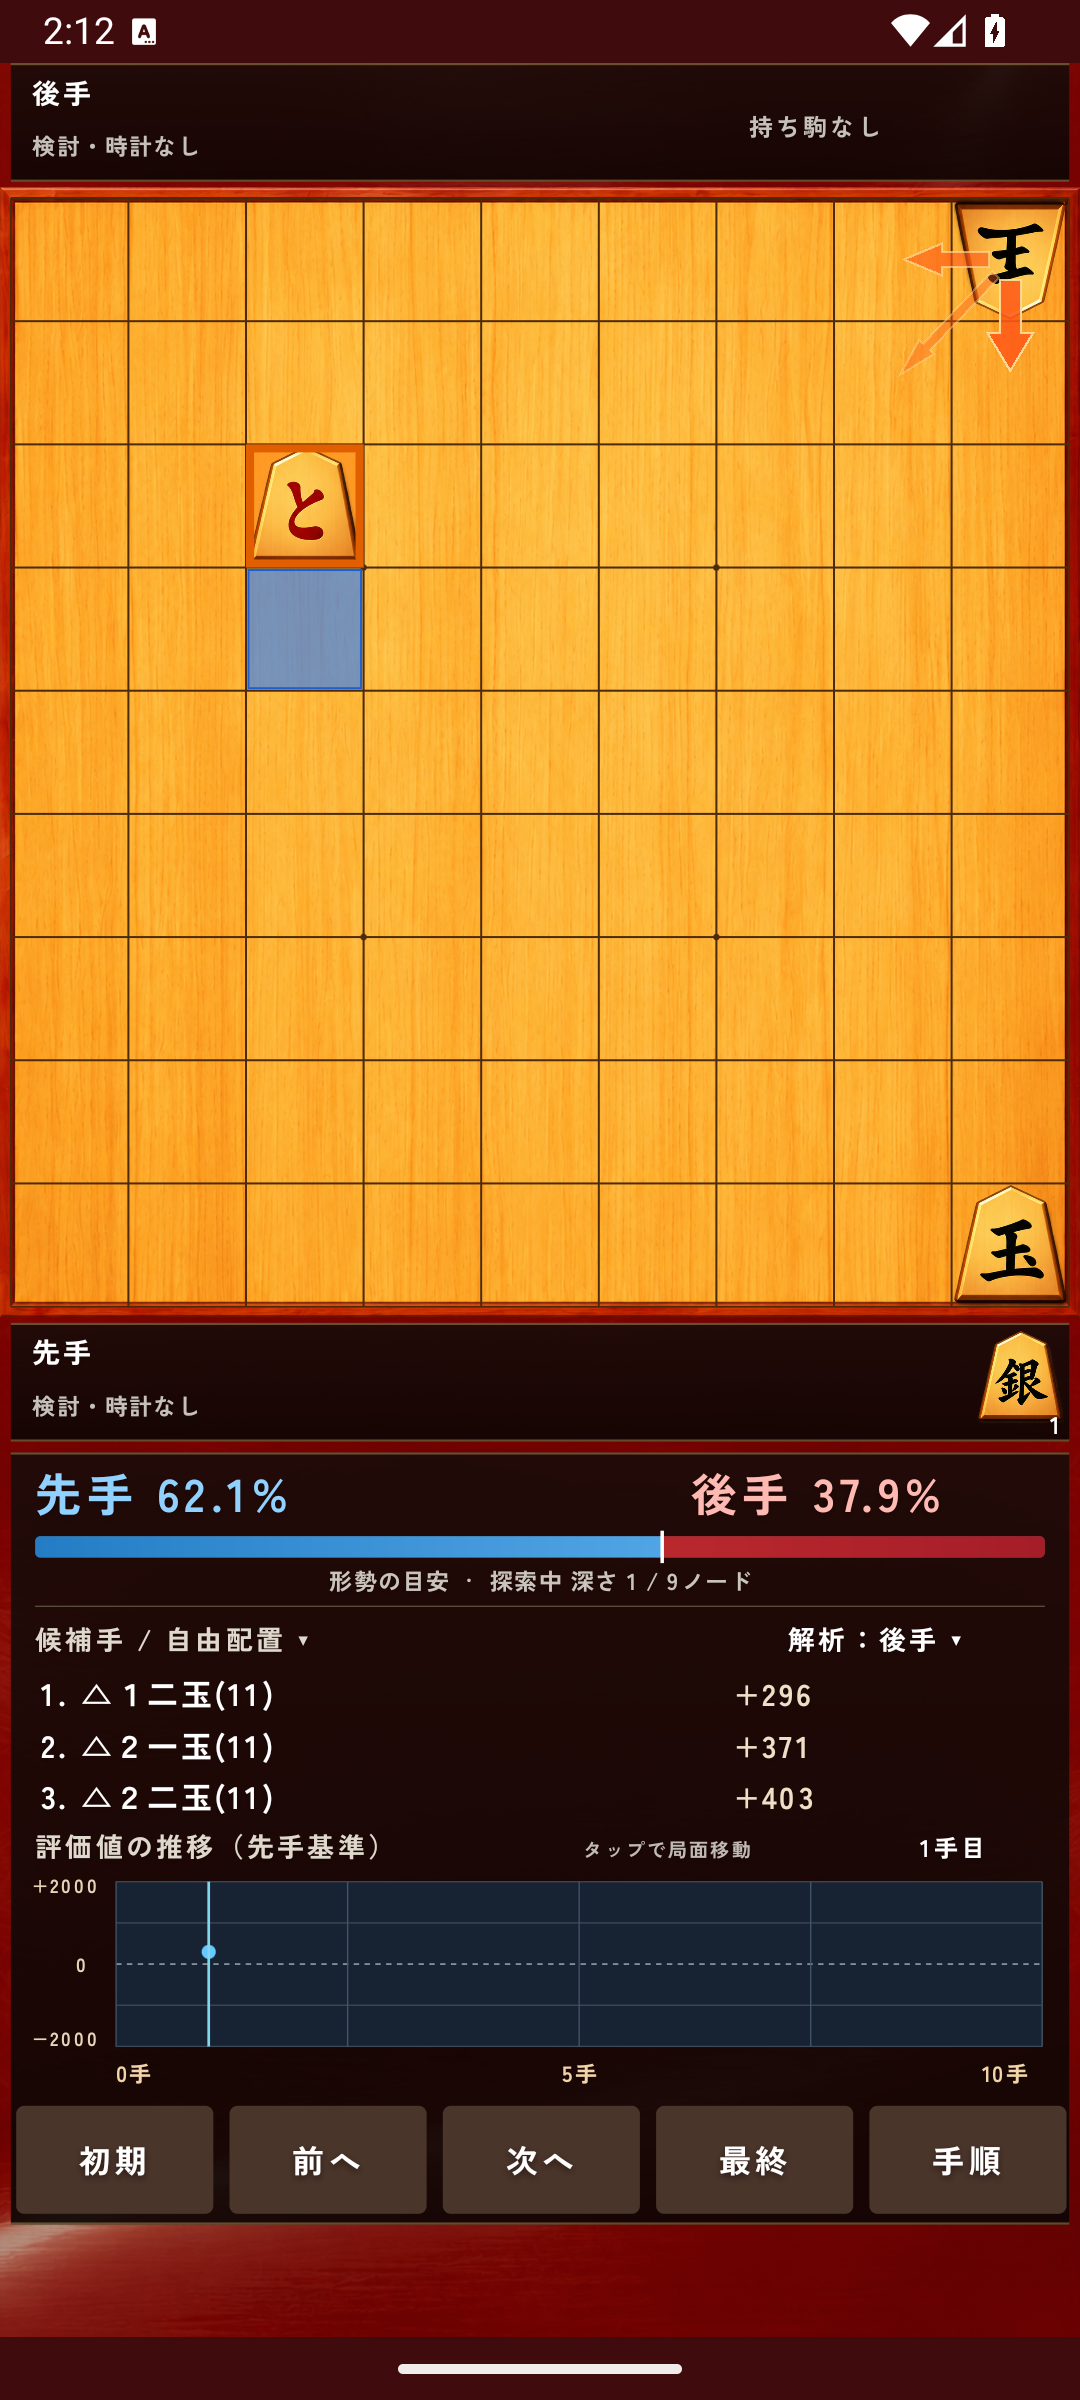 2:12
後手
検討・時計なし
持ち駒なし
王
と
玉
先手
検討・時計なし
銀
1
先手 62.1%
後手 37.9%
形勢の目安 ・ 探索中 深さ 1 / 9ノード
候補手 / 自由配置 ▾
解析：後手 ▾
1. △１二玉(11) +296
2. △２一玉(11) +371
3. △２二玉(11) +403
評価値の推移（先手基準） タップで局面移動 1手目
+2000
0
−2000
0手 5手 10手
初期 前へ 次へ 最終 手順